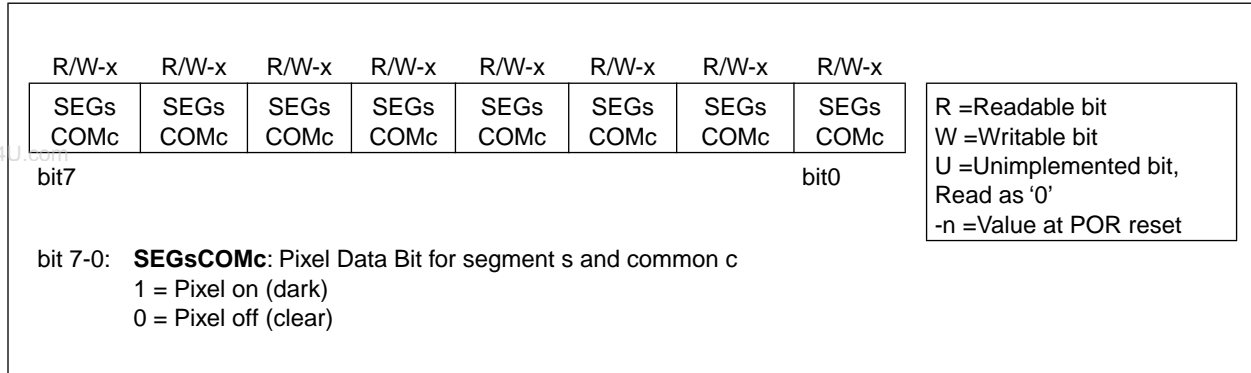 R/W-x R/W-x R/W-x R/W-x R/W-x R/W-x R/W-x R/W-x
SEGs SEGs SEGs SEGs SEGs SEGs SEGs SEGs
COMc COMc COMc COMc COMc COMc COMc COMc
bit7 bit0
R =Readable bit
W =Writable bit
U =Unimplemented bit,
Read as ‘0’
-n =Value at POR reset
4U.com
bit 7-0: SEGsCOMc: Pixel Data Bit for segment s and common c
1 = Pixel on (dark)
0 = Pixel off (clear)